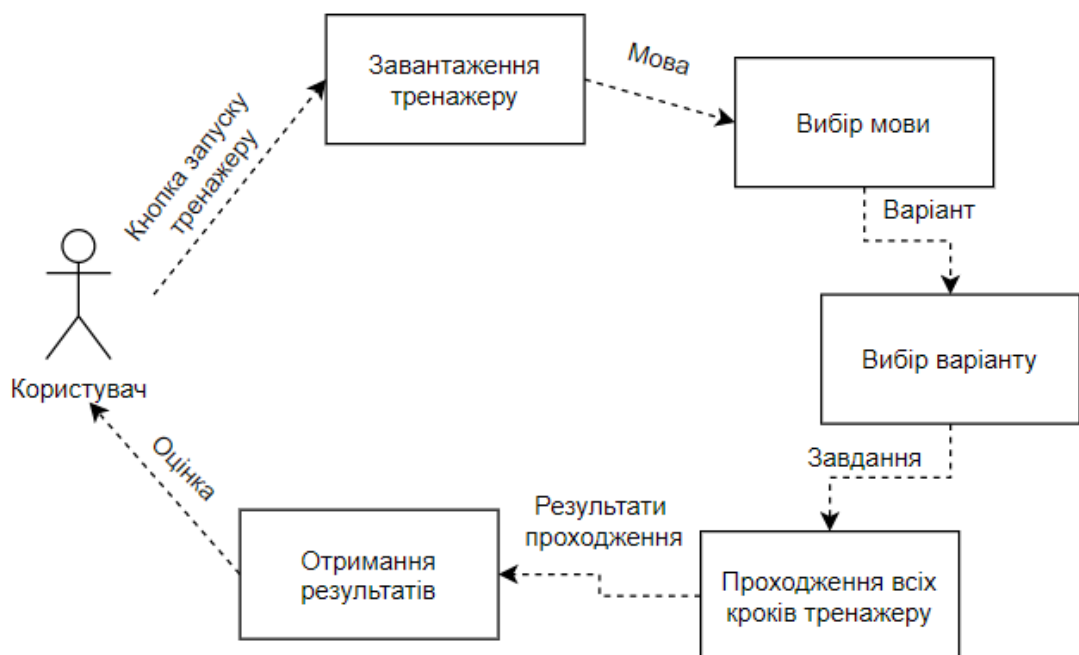 Завантаження
тренажеру
Мова
Вибір мови
Кнопка запуску
тренажеру
Варіант
Вибір варіанту
Користувач
Завдання
Оцінка
Результати
проходження
Отримання
результатів
Проходження всіх
кроків тренажеру